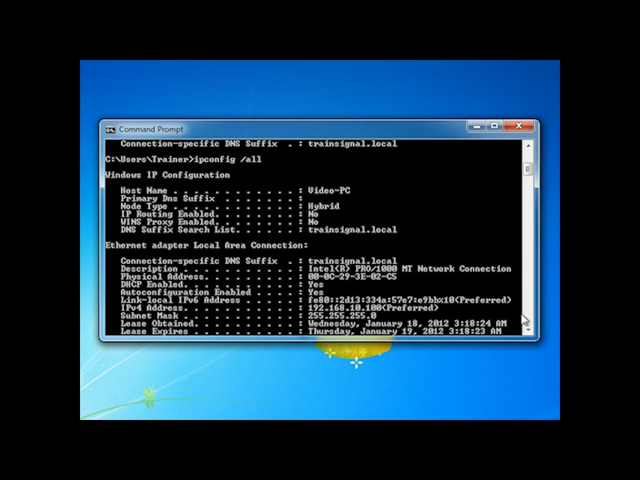 Command Prompt
Connection-specific DNS Suffix . : trainsignal.local
C:\Users\Trainer>ipconfig /all
Windows IP Configuration
Host Name . . . . . . . . . . . . : Video-PC
Primary Dns Suffix . . . . . . . :
Node Type . . . . . . . . . . . . : Hybrid
IP Routing Enabled. . . . . . . . : No
WINS Proxy Enabled. . . . . . . . : No
DNS Suffix Search List. . . . . . : trainsignal.local
Ethernet adapter Local Area Connection:
Connection-specific DNS Suffix . : trainsignal.local
Description . . . . . . . . . . . : Intel(R) PRO/1000 MT Network Connection
Physical Address. . . . . . . . . : 00-0C-29-3E-02-C5
DHCP Enabled. . . . . . . . . . . : Yes
Autoconfiguration Enabled . . . . : Yes
Link-local IPv6 Address . . . . . : fe80::2d13:334a:57e7:e9bb%10(Preferred)
IPv4 Address. . . . . . . . . . . : 192.168.10.100(Preferred)
Subnet Mask . . . . . . . . . . . : 255.255.255.0
Lease Obtained. . . . . . . . . . : Wednesday, January 18, 2012 3:18:24 AM
Lease Expires . . . . . . . . . . : Thursday, January 19, 2012 3:18:23 AM